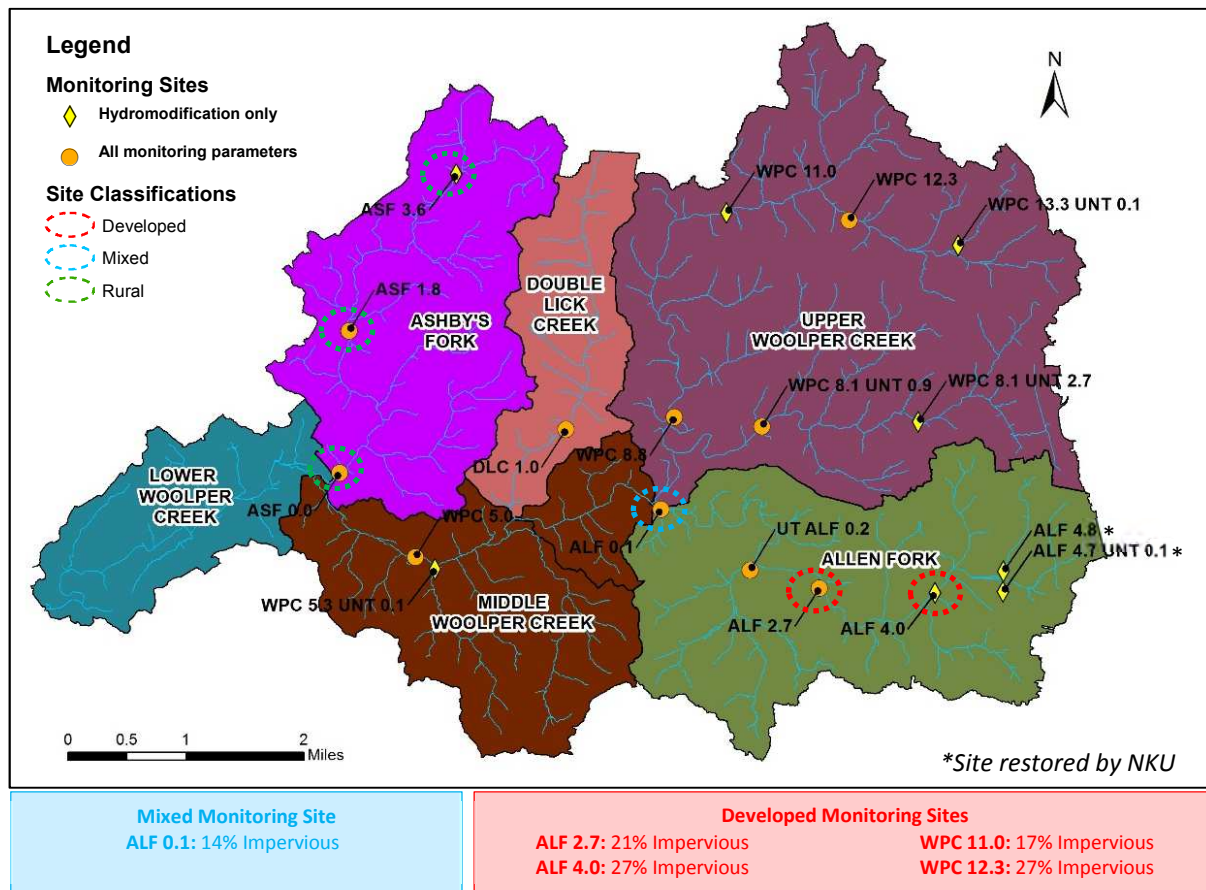 Legend
Monitoring Sites
Hydromodification only
All monitoring parameters
Site Classifications
Developed
Mixed
Rural
N
ASF 3.6
WPC 11.0
WPC 12.3
WPC 13.3 UNT 0.1
ASF 1.8
ASHBY'S
FORK
DOUBLE
LICK
CREEK
UPPER
WOOLPER CREEK
WPC 8.1 UNT 0.9
WPC 8.1 UNT 2.7
LOWER
WOOLPER
CREEK
DLC 1.0
WPC 8.8
ASF 0.0
WPC 5.0
ALF 0.1
UT ALF 0.2
ALLEN FORK
ALF 4.8 *
ALF 4.7 UNT 0.1 *
WPC 5.3 UNT 0.1
MIDDLE
WOOLPER CREEK
ALF 2.7
ALF 4.0
0 0.5 1 2
Miles
*Site restored by NKU
Mixed Monitoring Site
ALF 0.1: 14% Impervious
Developed Monitoring Sites
ALF 2.7: 21% Impervious WPC 11.0: 17% Impervious
ALF 4.0: 27% Impervious WPC 12.3: 27% Impervious